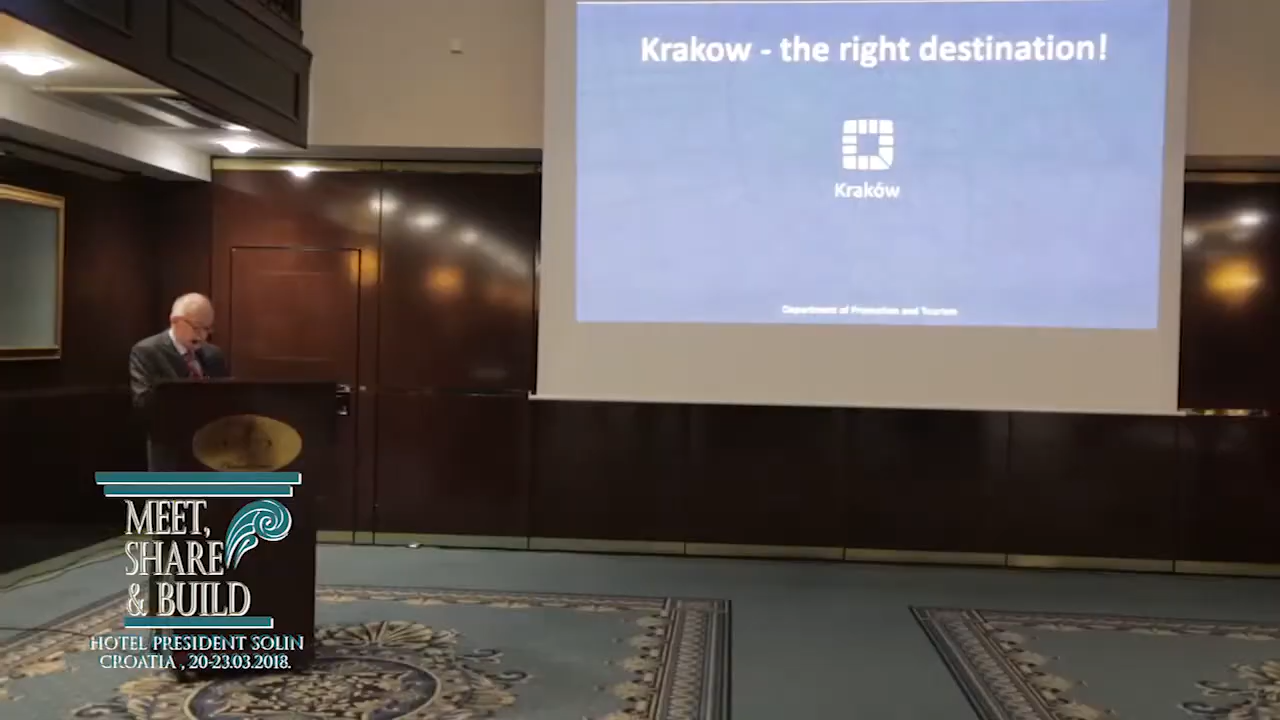 Krakow - the right destination!
Kraków
Department of Promotion and Tourism
MEET,
SHARE
& BUILD
HOTEL PRESIDENT SOLIN
CROATIA , 20-23.03.2018.